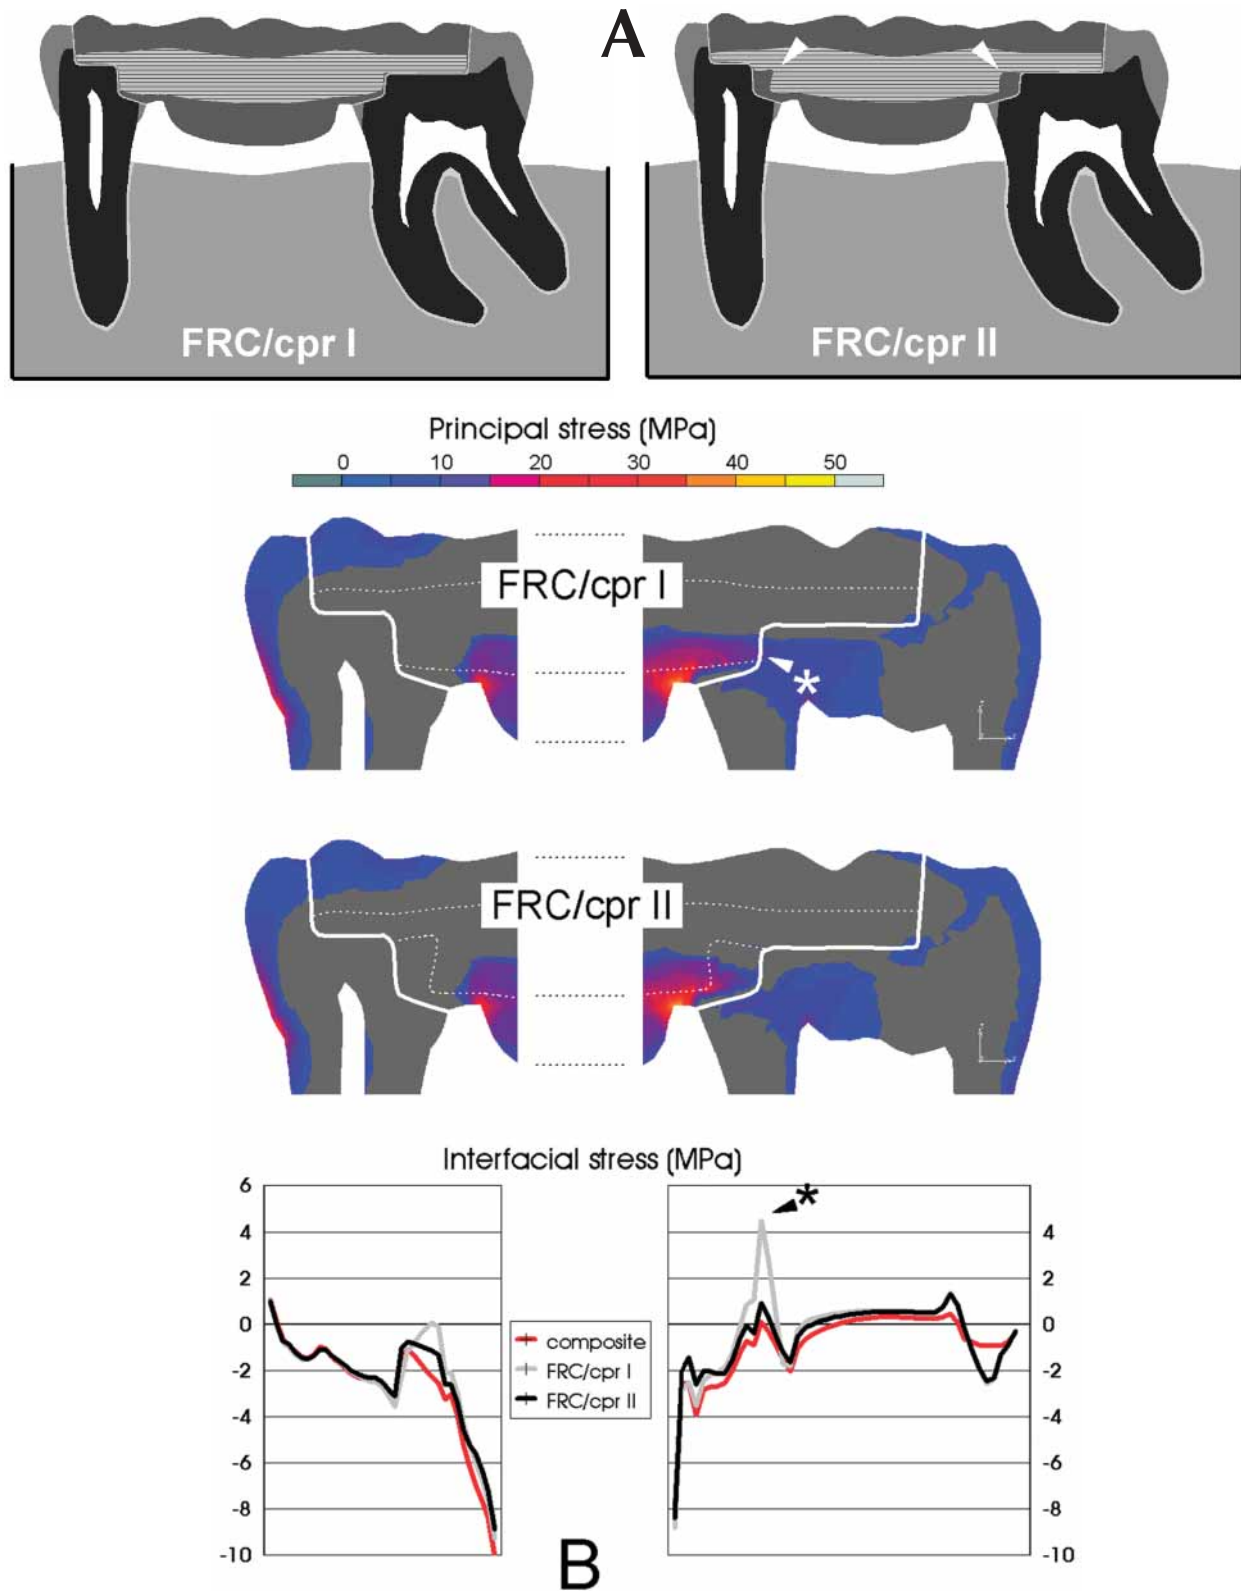 A
FRC/cpr I
FRC/cpr II
Principal stress (MPa)
0 10 20 30 40 50
FRC/cpr I
*
FRC/cpr II
Interfacial stress (MPa)
6
4
2
0
-2
-4
-6
-8
-10
composite
FRC/cpr I
FRC/cpr II
*
4
2
0
-2
-4
-6
-8
-10
B